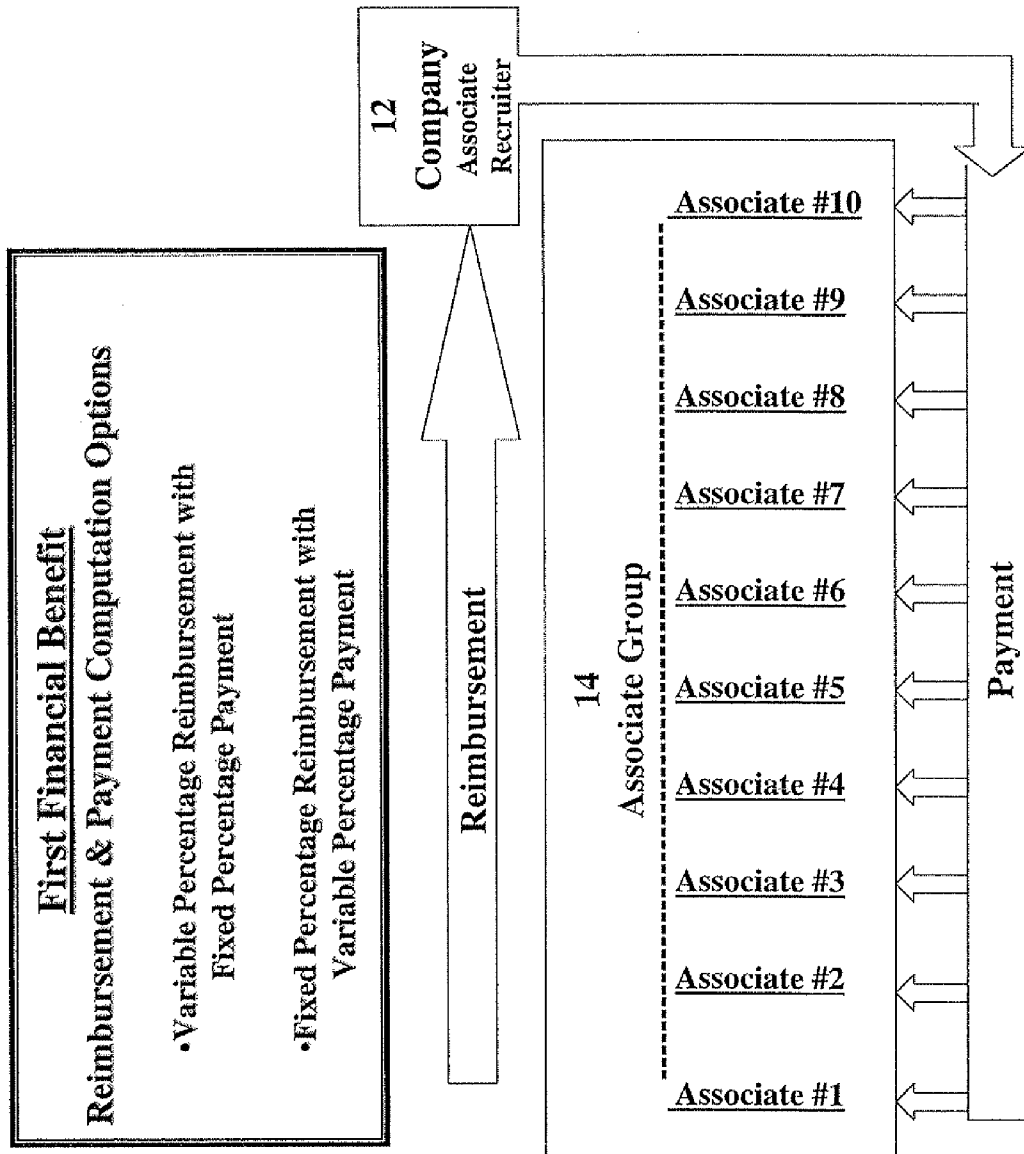 First Financial Benefit
Reimbursement & Payment Computation Options
•Variable Percentage Reimbursement with
Fixed Percentage Payment
•Fixed Percentage Reimbursement with
Variable Percentage Payment
Reimbursement
12
Company
Associate
Recruiter
14
Associate Group
Associate #1
Associate #2
Associate #3
Associate #4
Associate #5
Associate #6
Associate #7
Associate #8
Associate #9
Associate #10
Payment